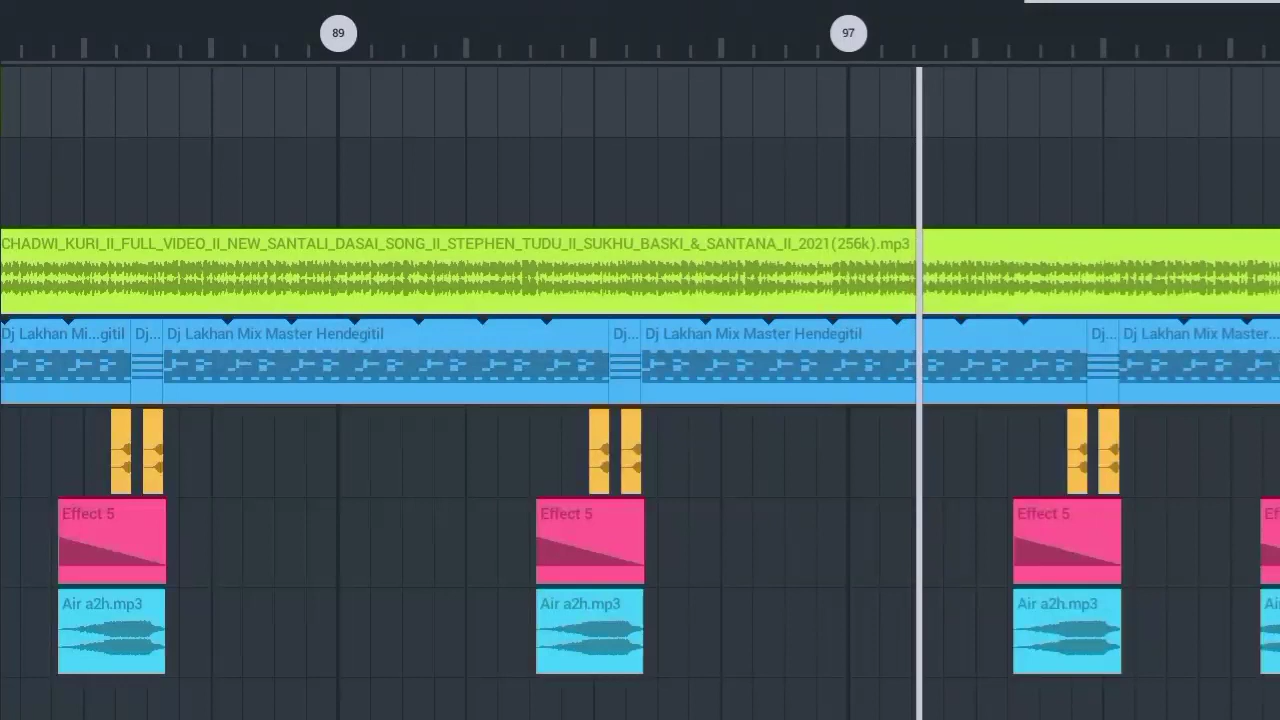 89
97
CHADWI_KURI_II_FULL_VIDEO_II_NEW_SANTALI_DASAI_SONG_II_STEPHEN_TUDU_II_SUKHU_BASKI_&_SANTANA_II_2021(256k).mp3
Dj Lakhan Mi...gitil Dj... Dj Lakhan Mix Master Hendegitil Dj... Dj Lakhan Mix Master Hendegitil Dj... Dj Lakhan Mix Master...
Effect 5 Effect 5 Effect 5 Ef
Air a2h.mp3 Air a2h.mp3 Air a2h.mp3 Ai